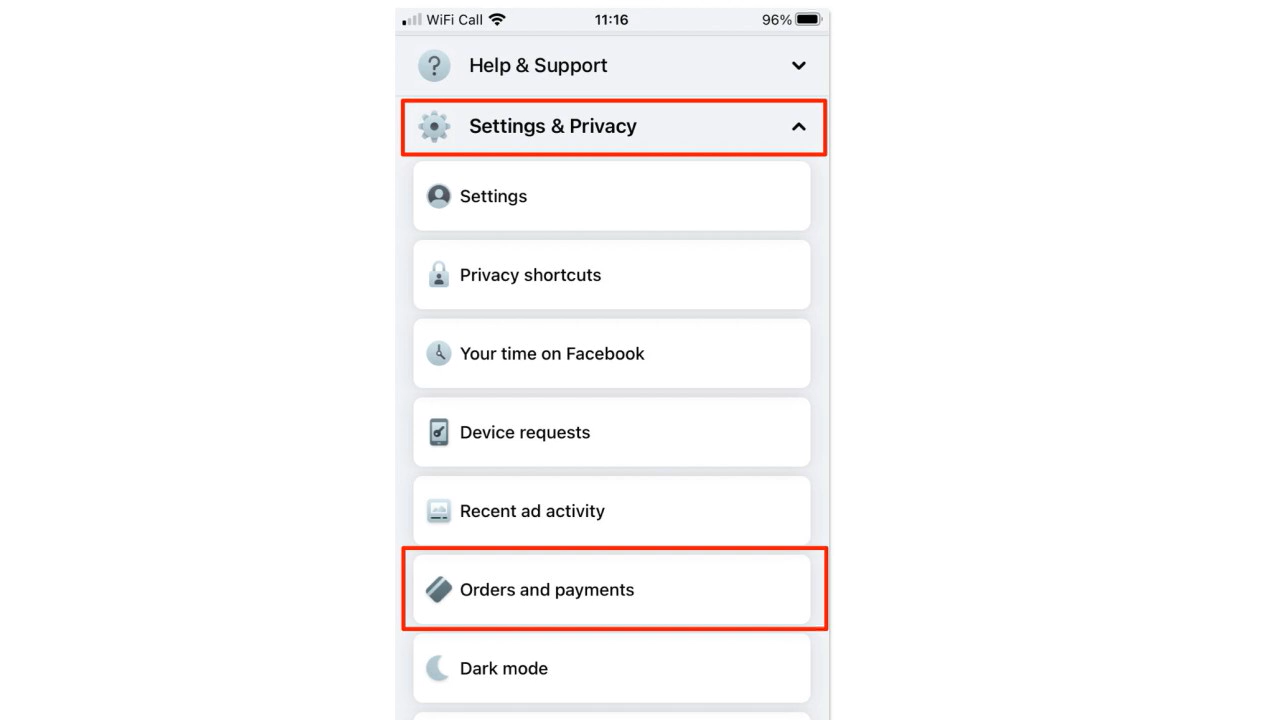 WiFi Call 11:16 96%
Help & Support
Settings & Privacy
Settings
Privacy shortcuts
Your time on Facebook
Device requests
Recent ad activity
Orders and payments
Dark mode